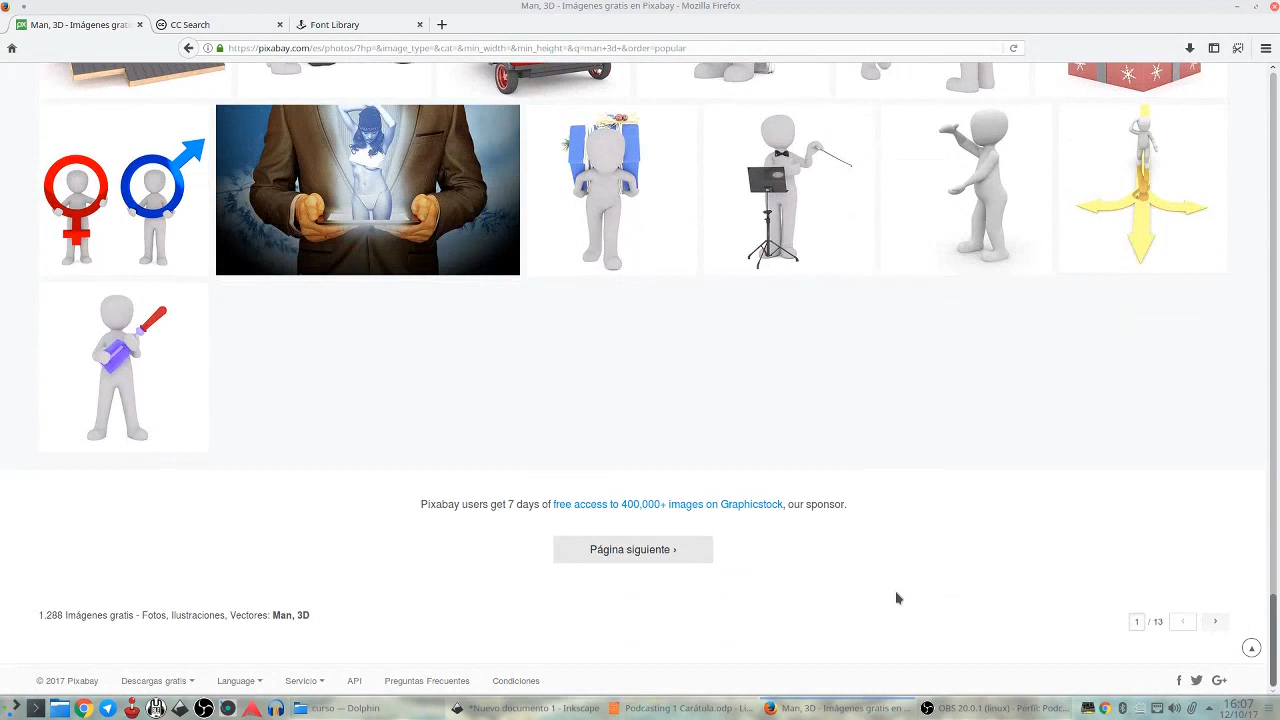 Man, 3D - Imágenes gratis en Pixabay - Mozilla Firefox
Man, 3D - Imágenes grati
CC Search
Font Library
https://pixabay.com/es/photos/?hp=&image_type=&cat=&min_width=&min_height=&q=man+3d+&order=popular
Pixabay users get 7 days of free access to 400,000+ images on Graphicstock, our sponsor.
Página siguiente ›
1.288 Imágenes gratis - Fotos, Ilustraciones, Vectores: Man, 3D
1 / 13 ‹ ›
© 2017 Pixabay Descargas gratis Language Servicio API Preguntas Frecuentes Condiciones
curso — Dolphin
*Nuevo documento 1 - Inkscape
Podcasting 1 Carátula.odp - Li...
Man, 3D - Imágenes gratis en ...
OBS 20.0.1 (linux) - Perfil: Podc...
16:07
12/10/17